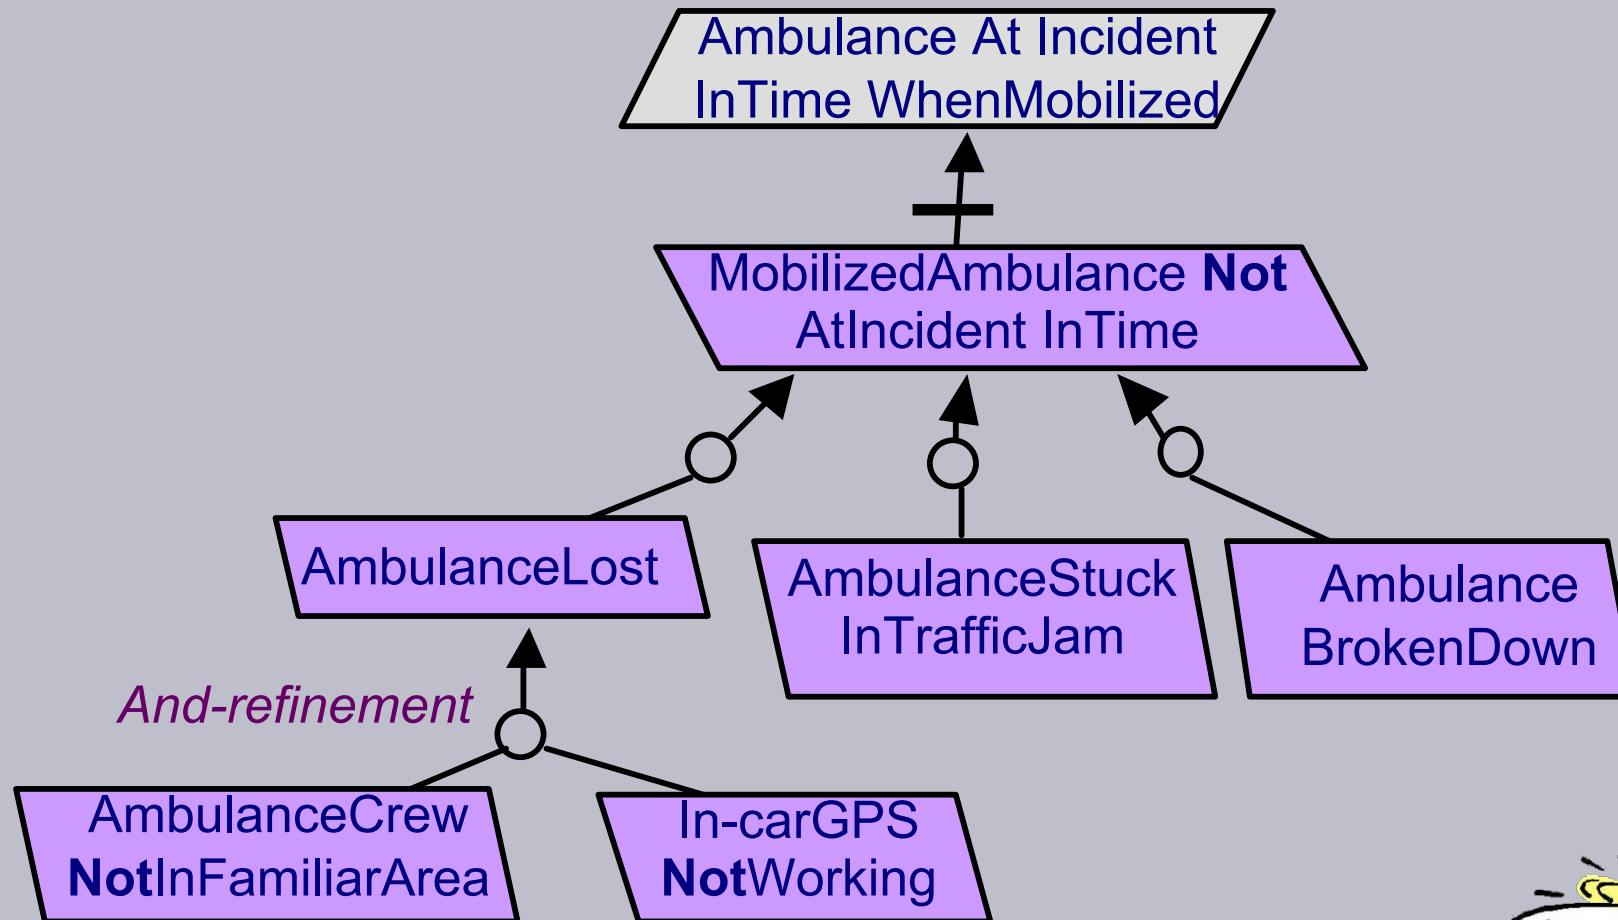 Ambulance At Incident
InTime WhenMobilized
MobilizedAmbulance Not
AtIncident InTime
AmbulanceLost
AmbulanceStuck
InTrafficJam
Ambulance
BrokenDown
And-refinement
AmbulanceCrew
NotInFamiliarArea
In-carGPS
NotWorking